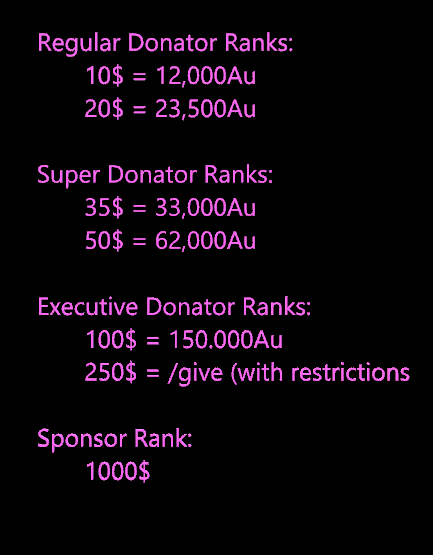 Regular Donator Ranks:
10$ = 12,000Au
20$ = 23,500Au
Super Donator Ranks:
35$ = 33,000Au
50$ = 62,000Au
Executive Donator Ranks:
100$ = 150.000Au
250$ = /give (with restrictions
Sponsor Rank:
1000$